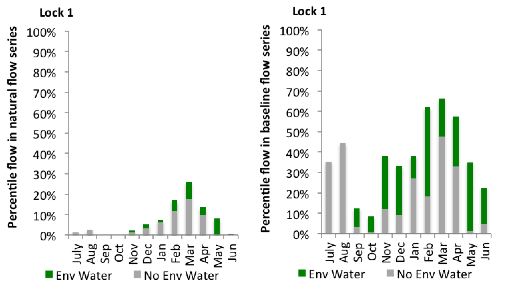 Lock 1
Percentile flow in natural flow series
100%
90%
80%
70%
60%
50%
40%
30%
20%
10%
0%
July
Aug
Sep
Oct
Nov
Dec
Jan
Feb
Mar
Apr
May
Jun
Env Water
No Env Water
Lock 1
Percentile flow in baseline flow series
100%
90%
80%
70%
60%
50%
40%
30%
20%
10%
0%
July
Aug
Sep
Oct
Nov
Dec
Jan
Feb
Mar
Apr
May
Jun
Env Water
No Env Water